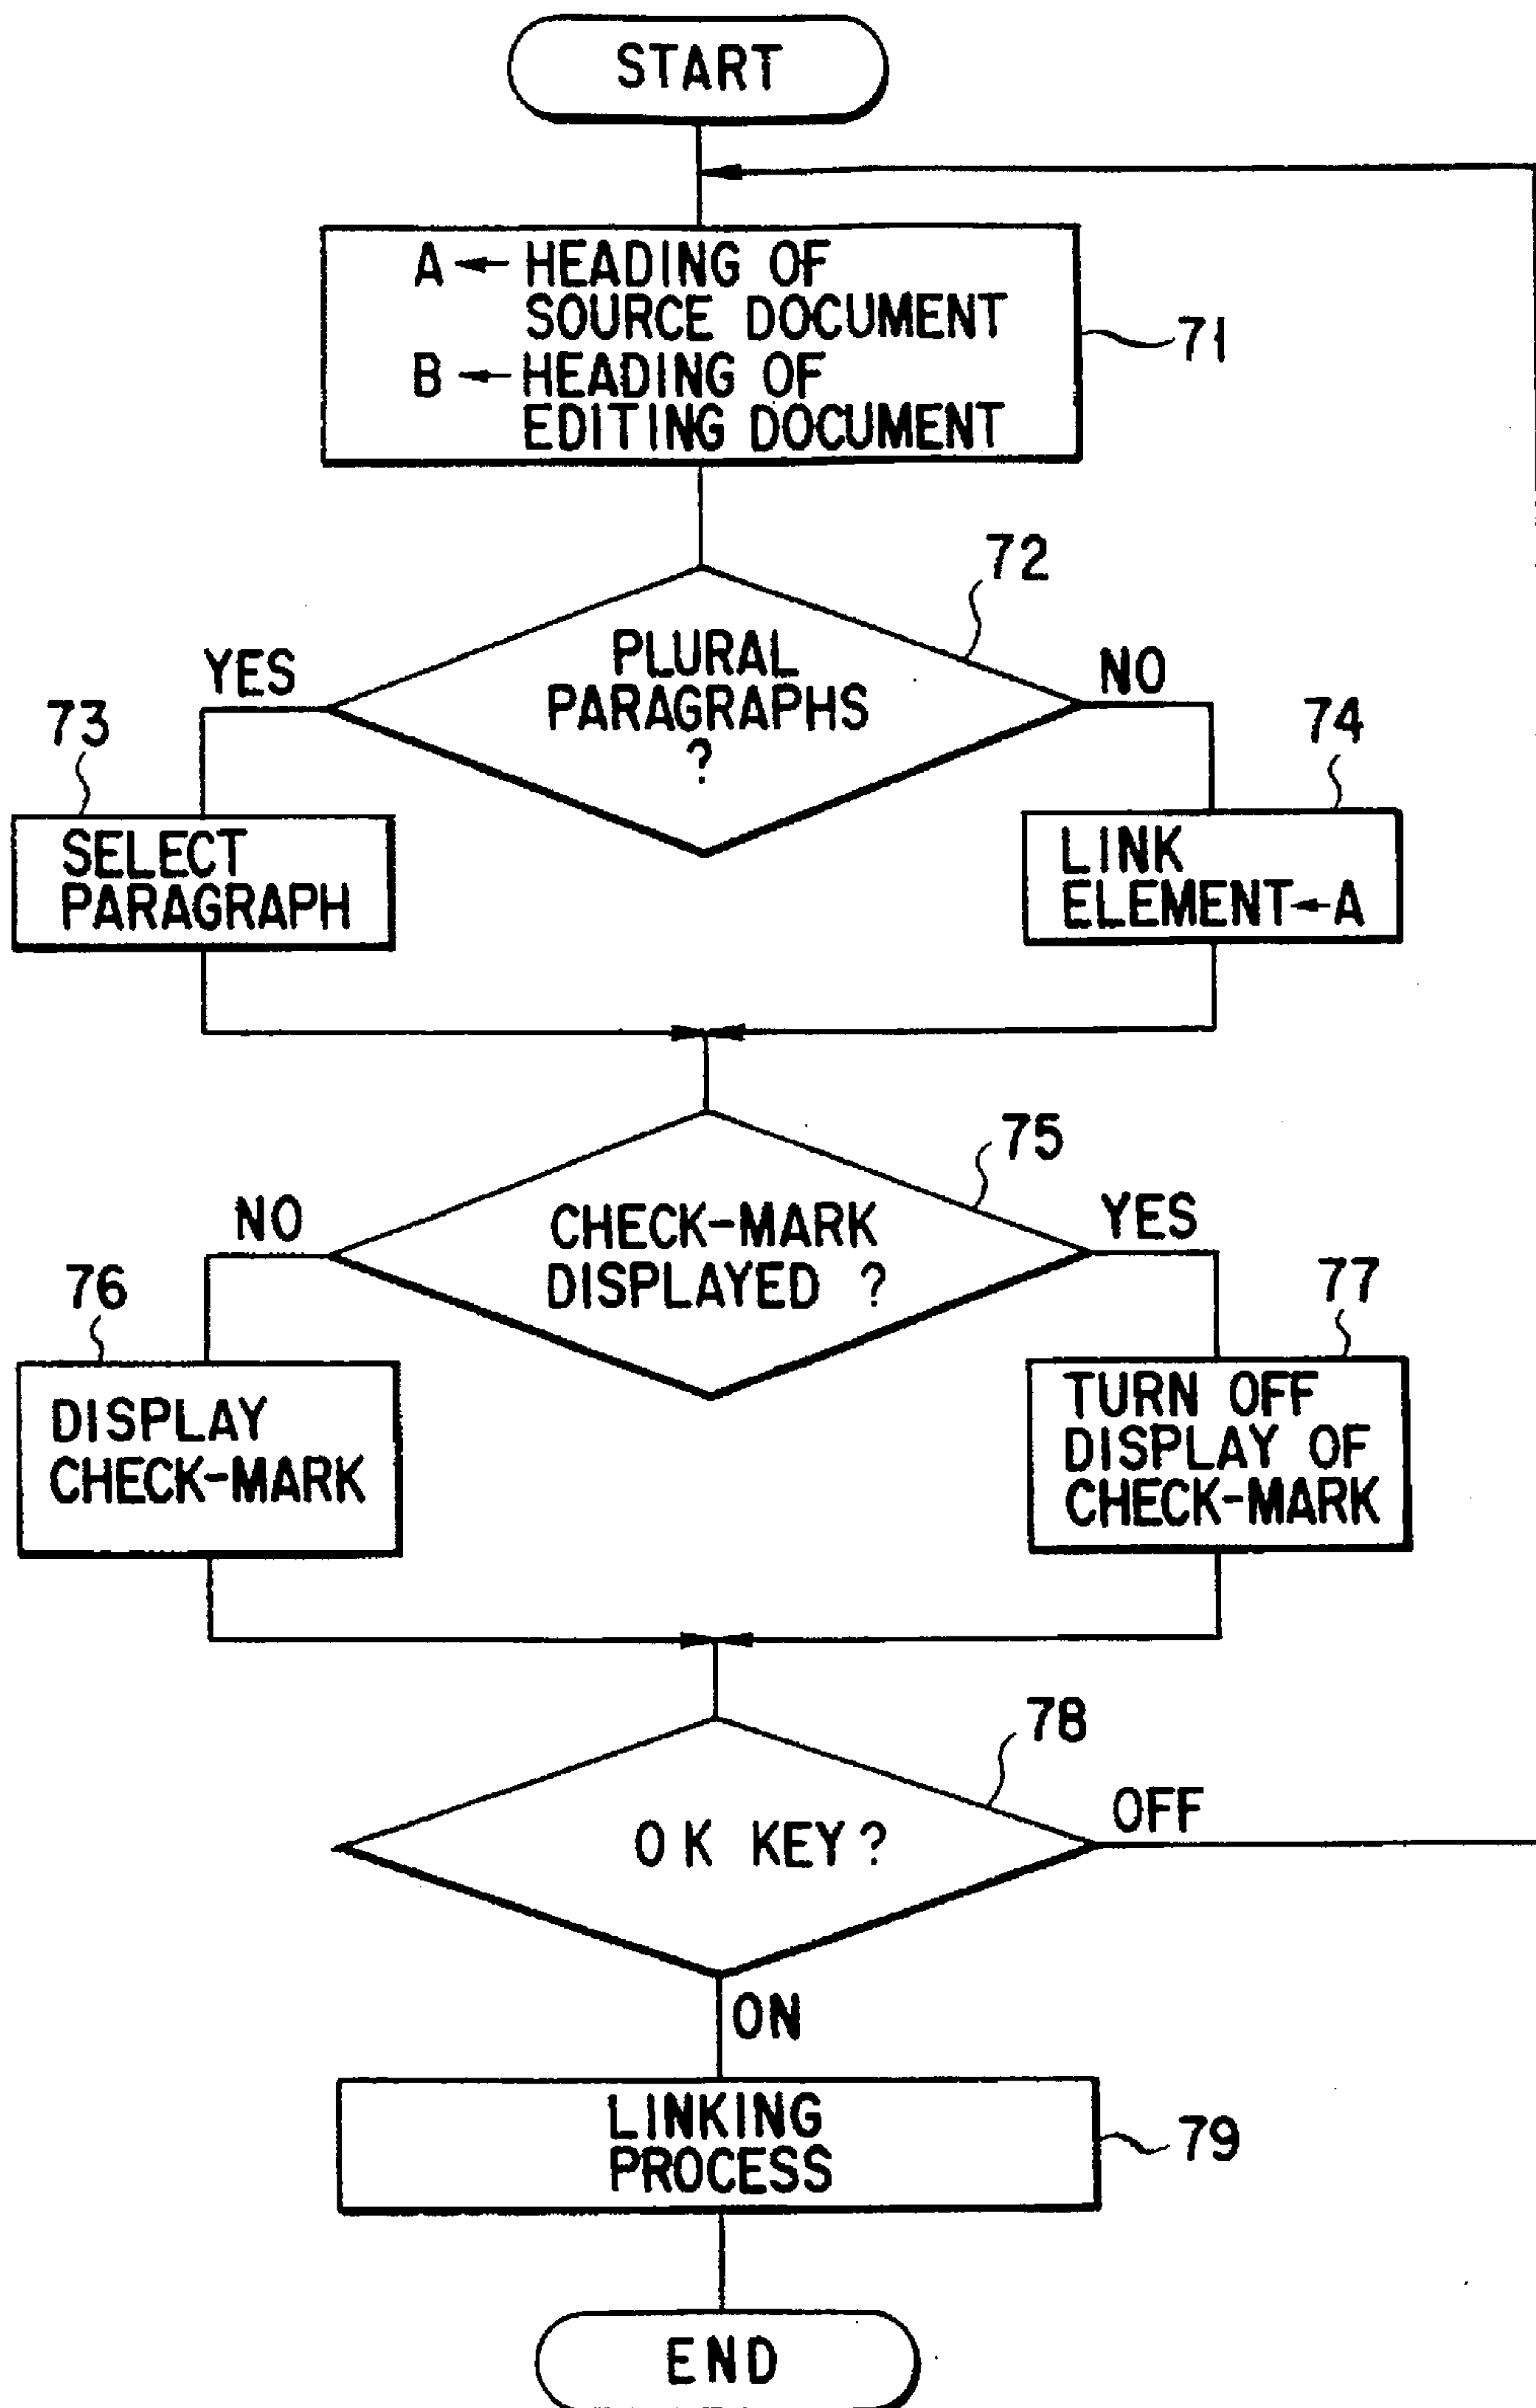 START
A ← HEADING OF
SOURCE DOCUMENT
B ← HEADING OF
EDITING DOCUMENT
71
72
PLURAL
PARAGRAPHS
?
YES
NO
73
74
SELECT
PARAGRAPH
LINK
ELEMENT←A
75
CHECK-MARK
DISPLAYED ?
NO
YES
76
77
DISPLAY
CHECK-MARK
TURN OFF
DISPLAY OF
CHECK-MARK
78
OK KEY?
OFF
ON
LINKING
PROCESS
79
END